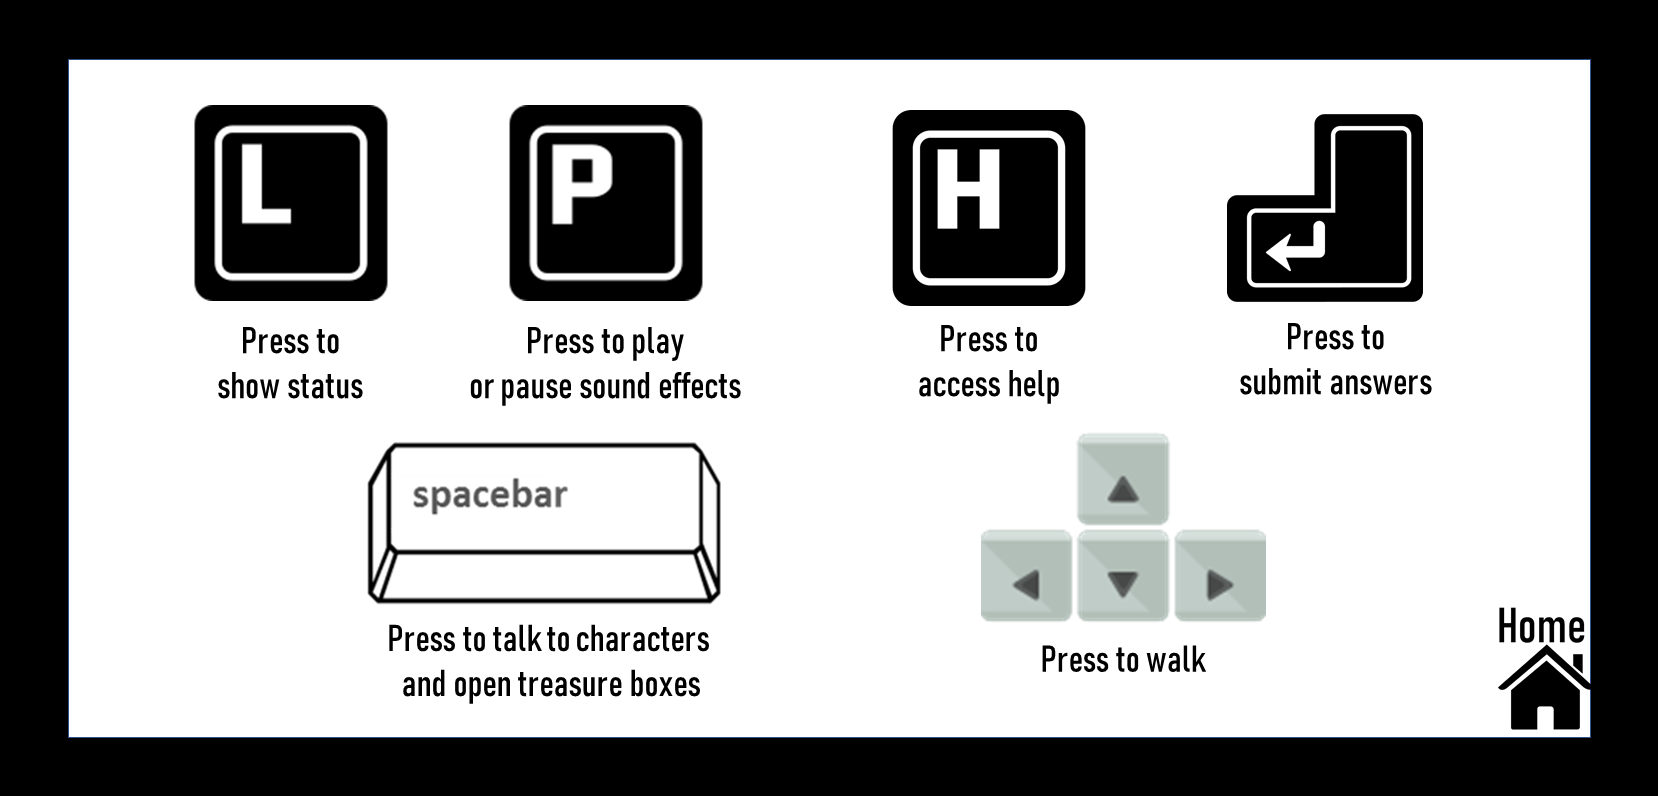 L
P
H
Press to
show status
Press to play
or pause sound effects
Press to
access help
Press to
submit answers
spacebar
Press to talk to characters
and open treasure boxes
Press to walk
Home